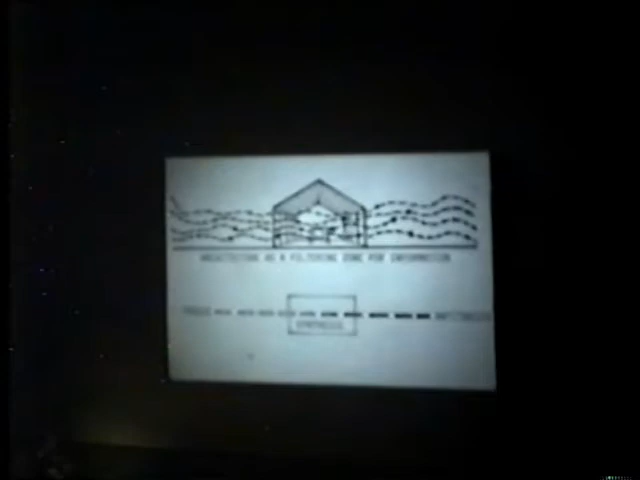 ARCHITECTURE AS A FILTERING ZONE FOR INFORMATION
SYNTHESIS